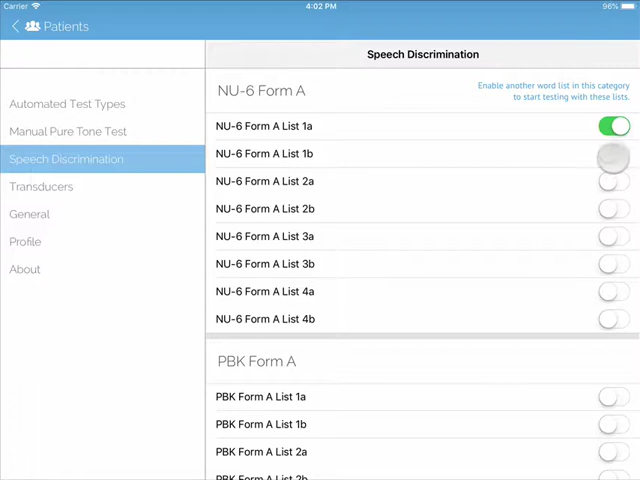 Carrier
4:02 PM
96%
Patients
Speech Discrimination
Automated Test Types
Manual Pure Tone Test
Speech Discrimination
Transducers
General
Profile
About
NU-6 Form A
Enable another word list in this category
to start testing with these lists.
NU-6 Form A List 1a
NU-6 Form A List 1b
NU-6 Form A List 2a
NU-6 Form A List 2b
NU-6 Form A List 3a
NU-6 Form A List 3b
NU-6 Form A List 4a
NU-6 Form A List 4b
PBK Form A
PBK Form A List 1a
PBK Form A List 1b
PBK Form A List 2a
PBK Form A List 2b